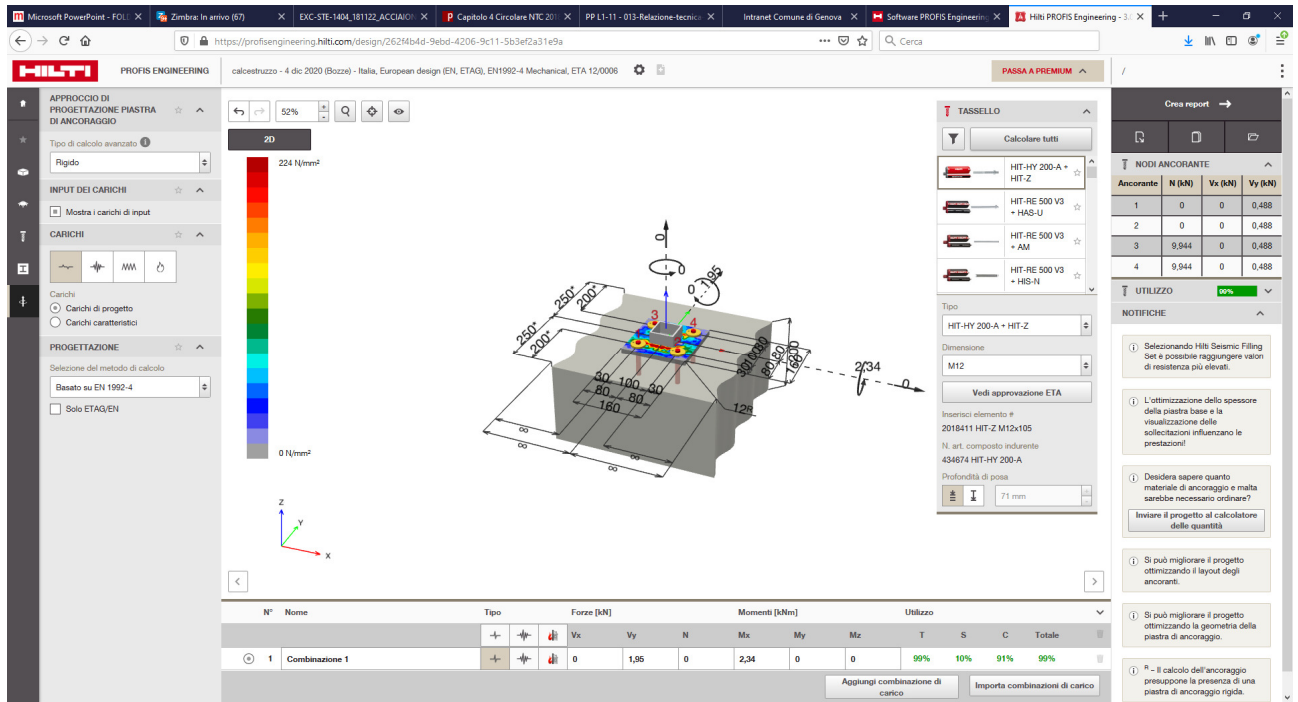 Microsoft PowerPoint - FOLD
Zimbra: In arrivo (67)
EXC-STE-1404_181122_ACCIAION
Capitolo 4 Circolare NTC 201
PP L1-11 - 013-Relazione-tecnica-
Intranet Comune di Genova
Software PROFIS Engineering
Hilti PROFIS Engineering - 3.
https://profisengineering.hilti.com/design/262f4b4d-9ebd-4206-9c11-5b3ef2a31e9a
Cerca
HILTI
PROFIS ENGINEERING
calcestruzzo - 4 dic 2020 (Bozze) - Italia, European design (EN, ETAG), EN1992-4 Mechanical, ETA 12/0006
PASSA A PREMIUM
/
APPROCCIO DI
PROGETTAZIONE PIASTRA
DI ANCORAGGIO
Tipo di calcolo avanzato
Rigido
INPUT DEI CARICHI
Mostra i carichi di input
CARICHI
Carichi
Carichi di progetto
Carichi caratteristici
PROGETTAZIONE
Selezione del metodo di calcolo
Basato su EN 1992-4
Solo ETAG/EN
52%
2D
224 N/mm²
0 N/mm²
0
0
0
1,95
250*
200*
250*
200*
3
4
2,34
0
30 100 30
80 80
160
12R
∞
∞
∞
∞
Z
Y
X
TASSELLO
Calcolare tutti
HIT-HY 200-A +
HIT-Z
HIT-RE 500 V3
+ HAS-U
HIT-RE 500 V3
+ AM
HIT-RE 500 V3
+ HIS-N
Tipo
HIT-HY 200-A + HIT-Z
Dimensione
M12
Vedi approvazione ETA
Inserisci elemento #
2018411 HIT-Z M12x105
N. art. composto indurente
434674 HIT-HY 200-A
Profondità di posa
71 mm
Crea report
NODI ANCORANTE
Ancorante N (kN) Vx (kN) Vy (kN)
1 0 0 0,488
2 0 0 0,488
3 9,944 0 0,488
4 9,944 0 0,488
UTILIZZO 99%
NOTIFICHE
Selezionando Hilti Seismic Filling
Set è possibile raggiungere valori
di resistenza più elevati.
L'ottimizzazione dello spessore
della piastra base e la
visualizzazione delle
sollecitazioni influenzano le
prestazioni!
Desidera sapere quanto
materiale di ancoraggio e malta
sarebbe necessario ordinare?
Inviare il progetto al calcolatore
delle quantità
Si può migliorare il progetto
ottimizzando il layout degli
ancoranti.
Si può migliorare il progetto
ottimizzando la geometria della
piastra di ancoraggio.
R – Il calcolo dell'ancoraggio
presuppone la presenza di una
piastra di ancoraggio rigida.
N° Nome Tipo Forze [kN] Momenti [kNm] Utilizzo
Vx Vy N Mx My Mz T S C Totale
1 Combinazione 1 0 1,95 0 2,34 0 0 99% 10% 91% 99%
Aggiungi combinazione di
carico
Importa combinazioni di carico